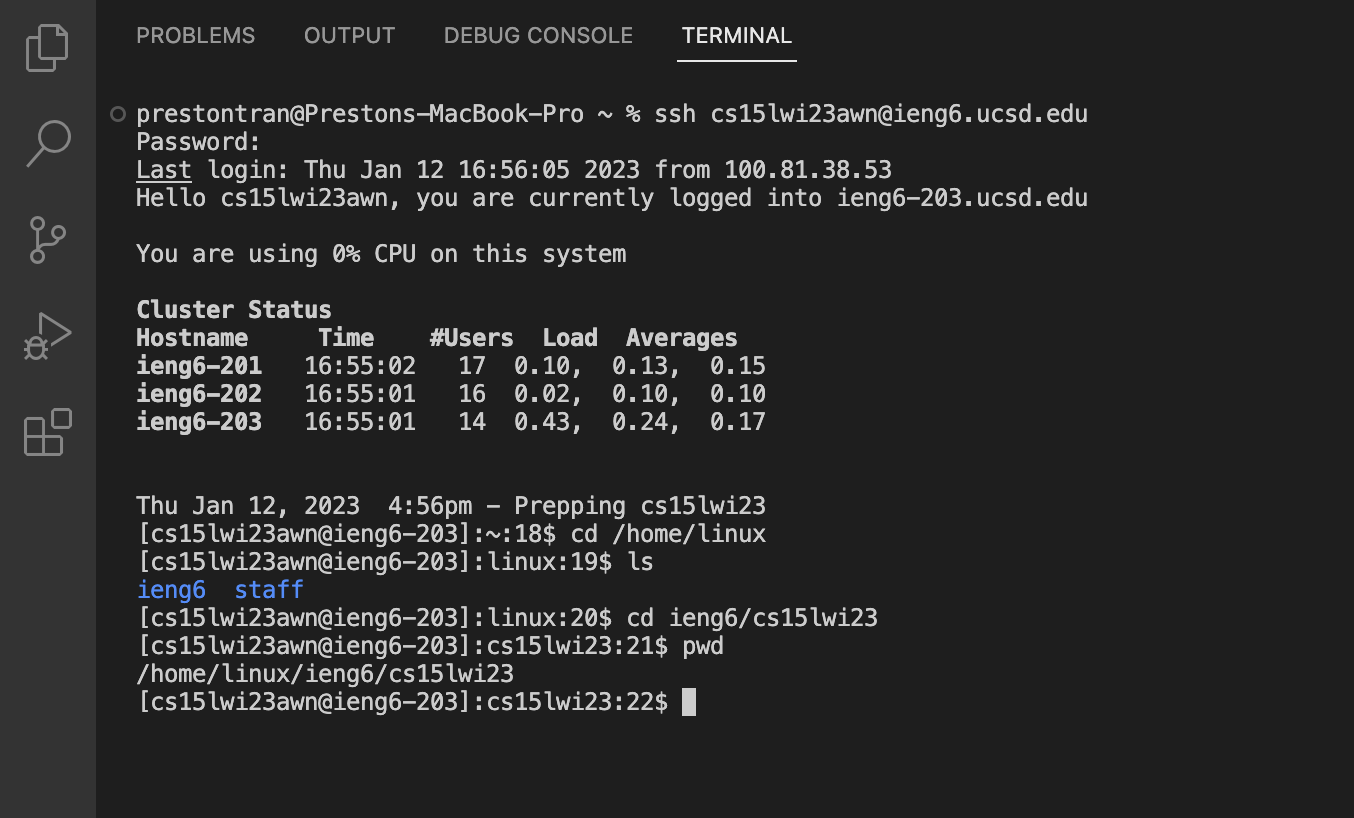 PROBLEMS OUTPUT DEBUG CONSOLE TERMINAL
prestontran@Prestons-MacBook-Pro ~ % ssh cs15lwi23awn@ieng6.ucsd.edu
Password:
Last login: Thu Jan 12 16:56:05 2023 from 100.81.38.53
Hello cs15lwi23awn, you are currently logged into ieng6-203.ucsd.edu
You are using 0% CPU on this system
Cluster Status
Hostname Time #Users Load Averages
ieng6-201 16:55:02 17 0.10, 0.13, 0.15
ieng6-202 16:55:01 16 0.02, 0.10, 0.10
ieng6-203 16:55:01 14 0.43, 0.24, 0.17
Thu Jan 12, 2023 4:56pm - Prepping cs15lwi23
[cs15lwi23awn@ieng6-203]:~:18$ cd /home/linux
[cs15lwi23awn@ieng6-203]:linux:19$ ls
ieng6 staff
[cs15lwi23awn@ieng6-203]:linux:20$ cd ieng6/cs15lwi23
[cs15lwi23awn@ieng6-203]:cs15lwi23:21$ pwd
/home/linux/ieng6/cs15lwi23
[cs15lwi23awn@ieng6-203]:cs15lwi23:22$